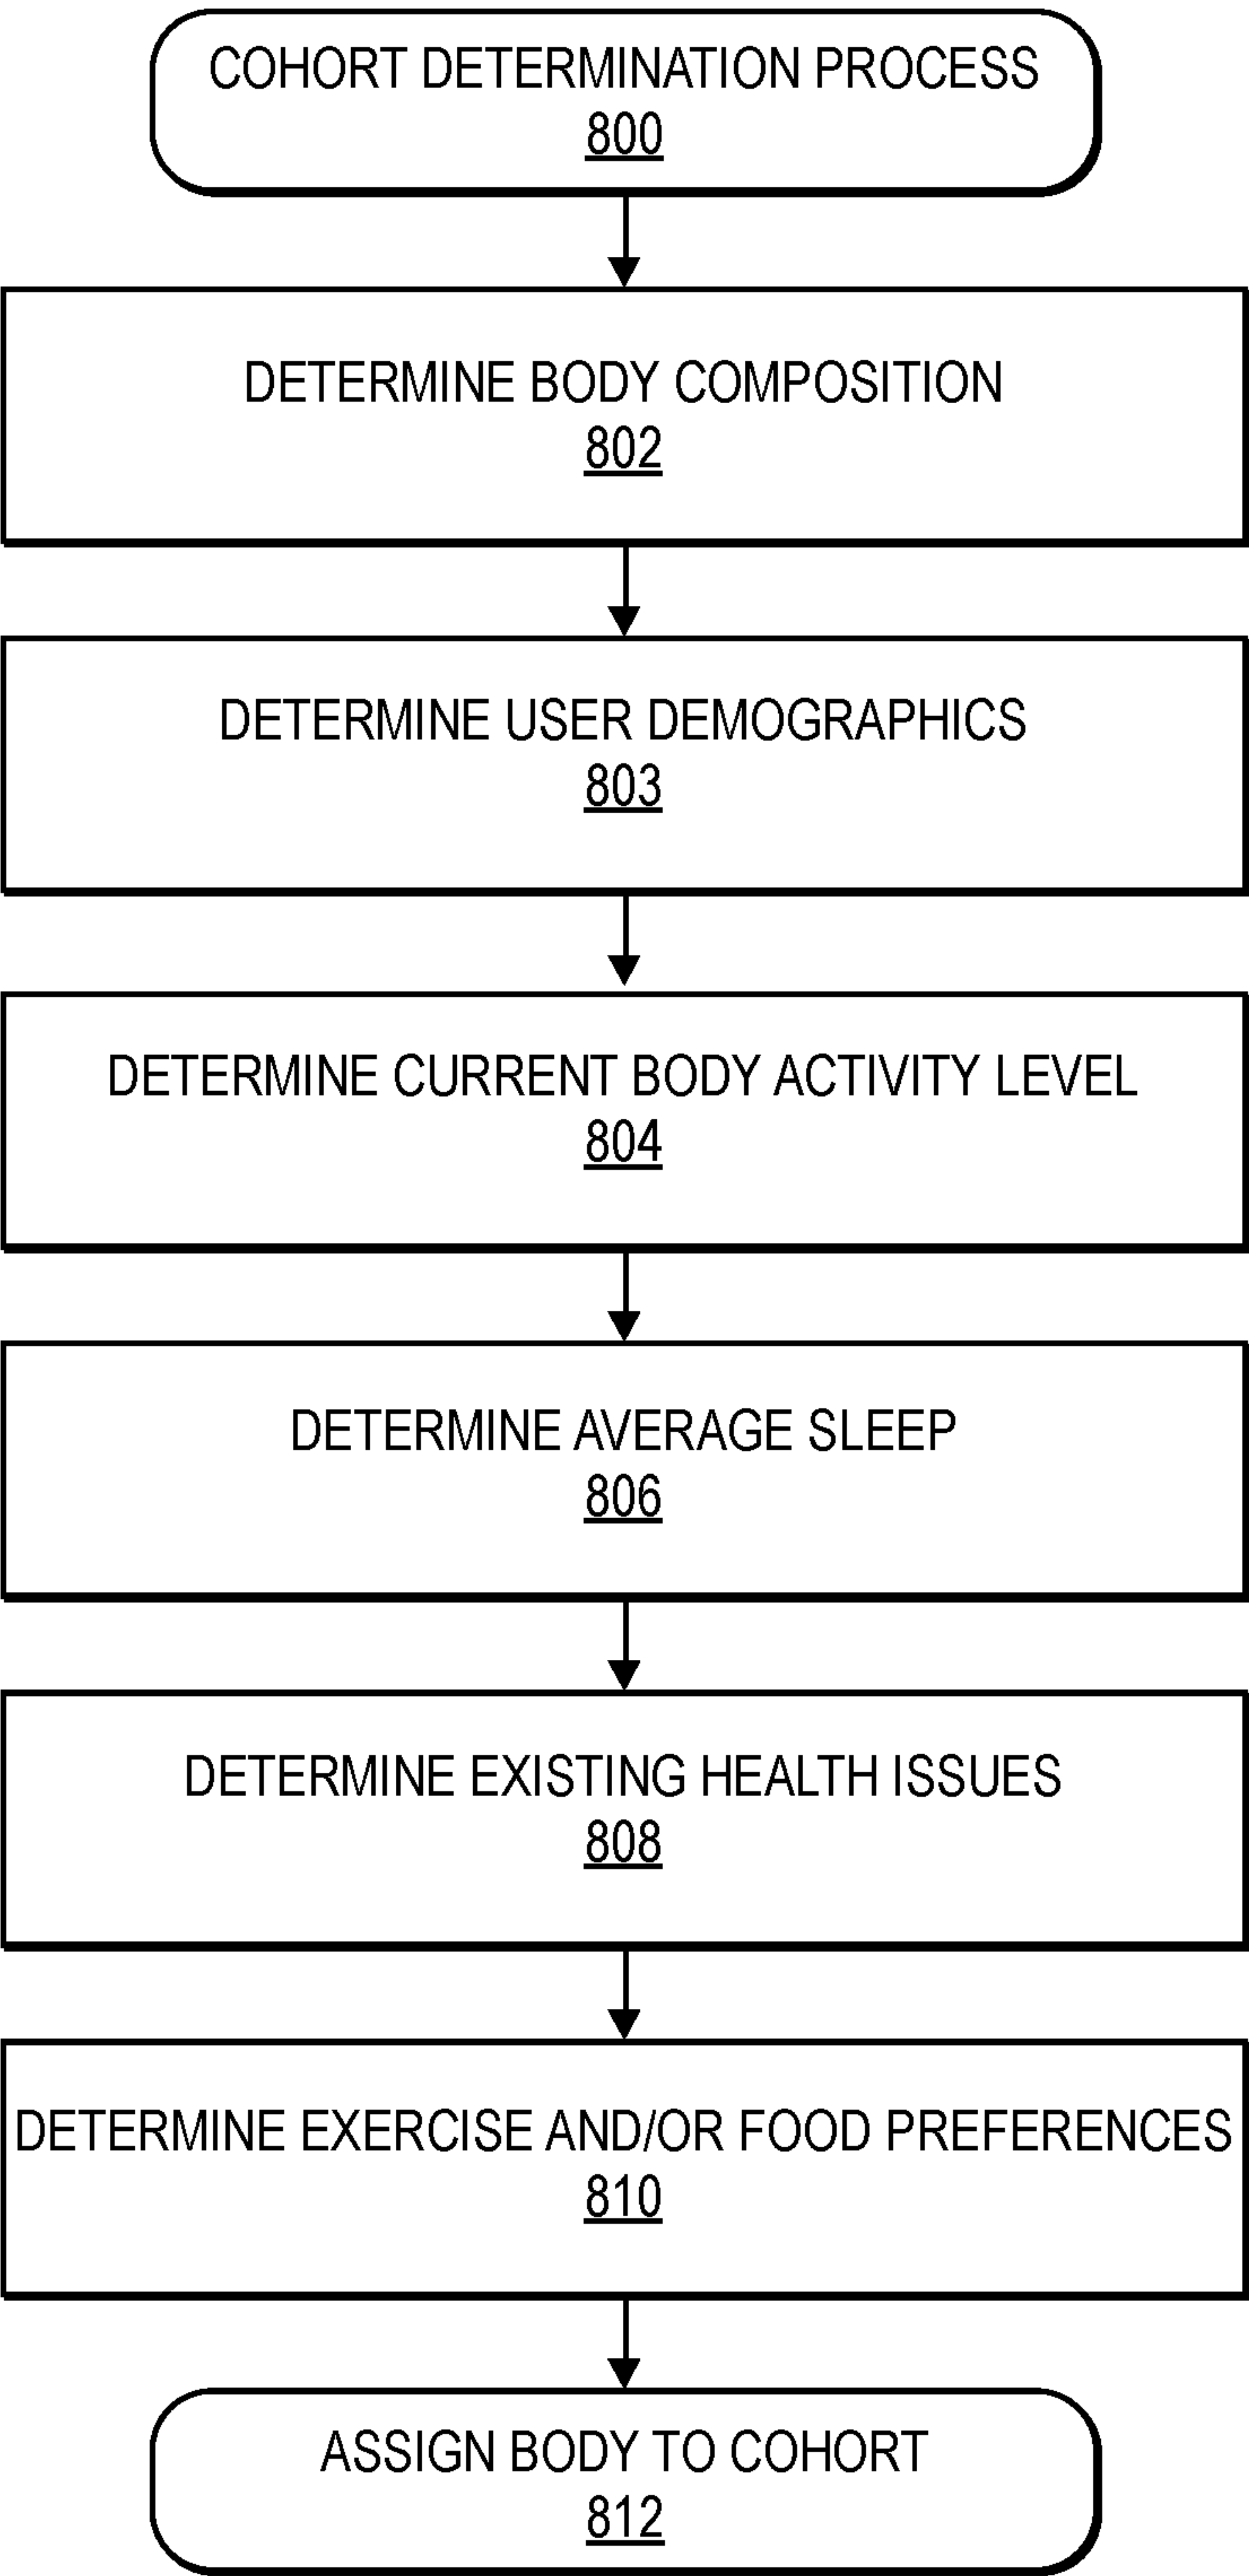 COHORT DETERMINATION PROCESS
800
DETERMINE BODY COMPOSITION
802
DETERMINE USER DEMOGRAPHICS
803
DETERMINE CURRENT BODY ACTIVITY LEVEL
804
DETERMINE AVERAGE SLEEP
806
DETERMINE EXISTING HEALTH ISSUES
808
DETERMINE EXERCISE AND/OR FOOD PREFERENCES
810
ASSIGN BODY TO COHORT
812